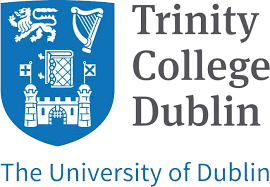 Trinity
College
Dublin
The University of Dublin